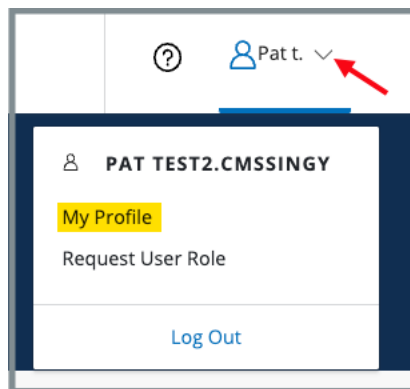 Pat t.
PAT TEST2.CMSSINGY
My Profile
Request User Role
Log Out